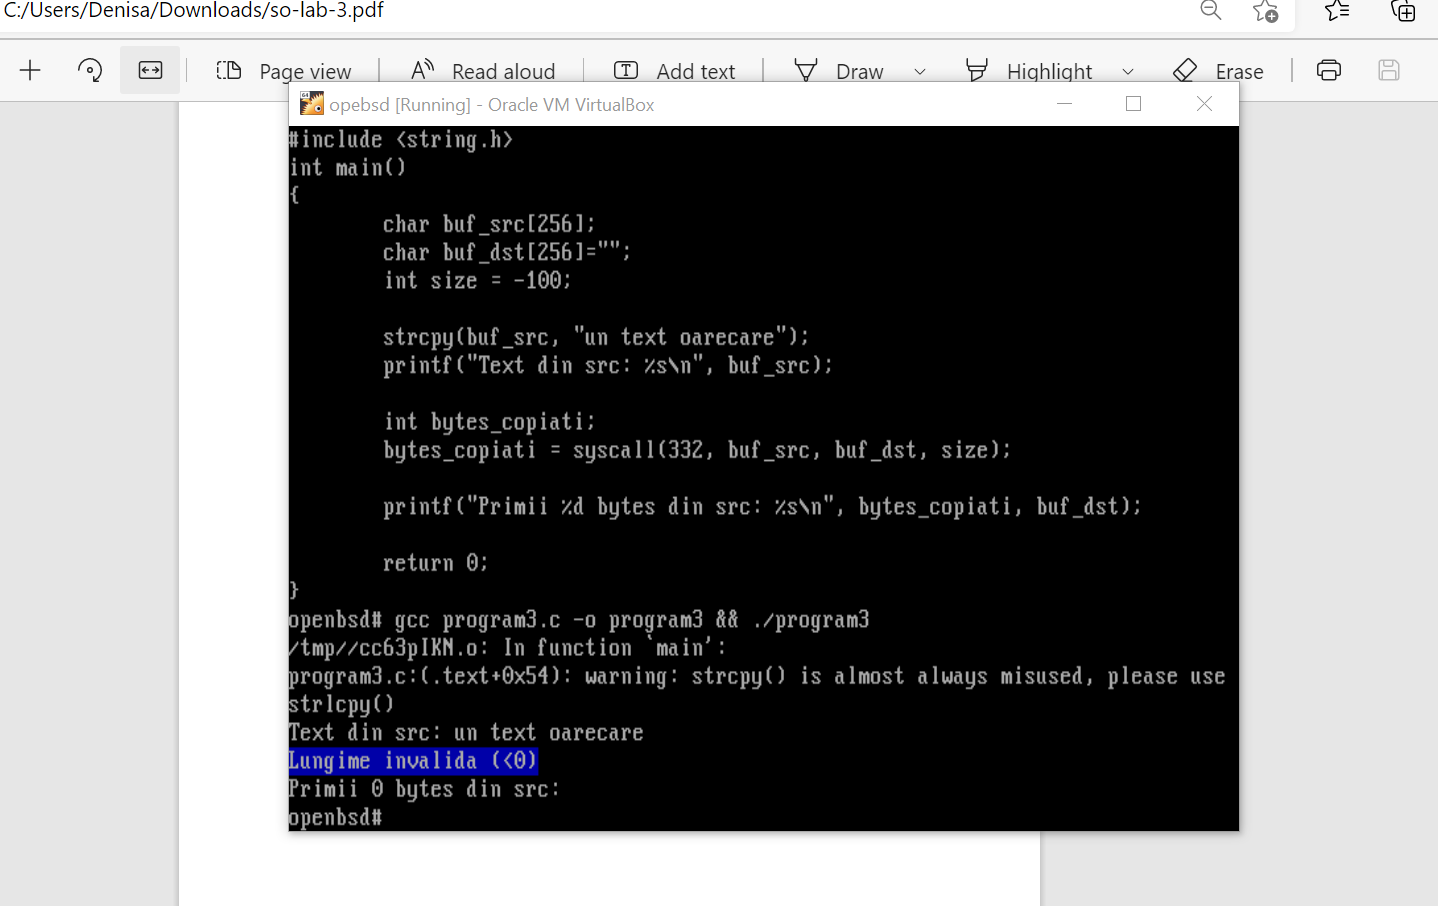 C:/Users/Denisa/Downloads/so-lab-3.pdf
Page view
Read aloud
T
Add text
Draw
Highlight
Erase
64
opebsd [Running] - Oracle VM VirtualBox
#include <string.h>
int main()
{
char buf_src[256];
char buf_dst[256]="";
int size = -100;
strcpy(buf_src, "un text oarecare");
printf("Text din src: %s\n", buf_src);
int bytes_copiati;
bytes_copiati = syscall(332, buf_src, buf_dst, size);
printf("Primii %d bytes din src: %s\n", bytes_copiati, buf_dst);
return 0;
}
openbsd# gcc program3.c -o program3 && ./program3
/tmp//cc63pIKN.o: In function `main':
program3.c:(.text+0x54): warning: strcpy() is almost always misused, please use
strlcpy()
Text din src: un text oarecare
Lungime invalida (<0)
Primii 0 bytes din src:
openbsd#